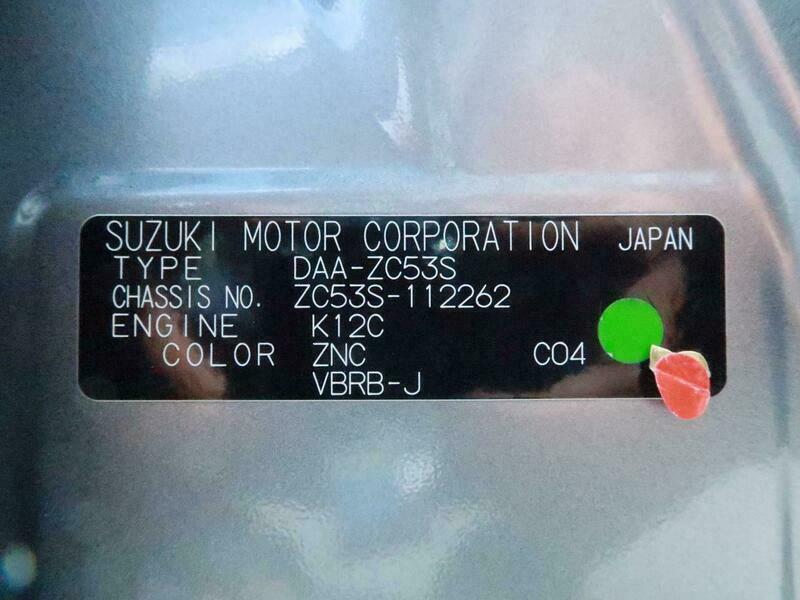 SUZUKI MOTOR CORPORATION JAPAN
TYPE DAA-ZC53S
CHASSIS NO. ZC53S-112262
ENGINE K12C
COLOR ZNC C04
VBRB-J